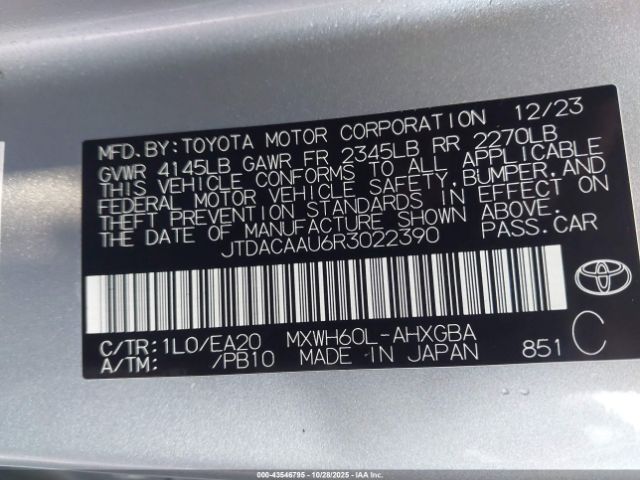 MFD. BY: TOYOTA MOTOR CORPORATION 12/23
GVWR 4145LB GAWR FR 2345LB RR 2270LB
THIS VEHICLE CONFORMS TO ALL APPLICABLE
FEDERAL MOTOR VEHICLE SAFETY, BUMPER, AND
THEFT PREVENTION STANDARDS IN EFFECT ON
THE DATE OF MANUFACTURE SHOWN ABOVE.
JTDACAAU6R3022390 PASS.CAR
C/TR: 1L0/EA20 MXWH60L-AHXGBA
A/TM: /PB10 MADE IN JAPAN 851 C
000-43546795 - 10/28/2025 - IAAI.COM